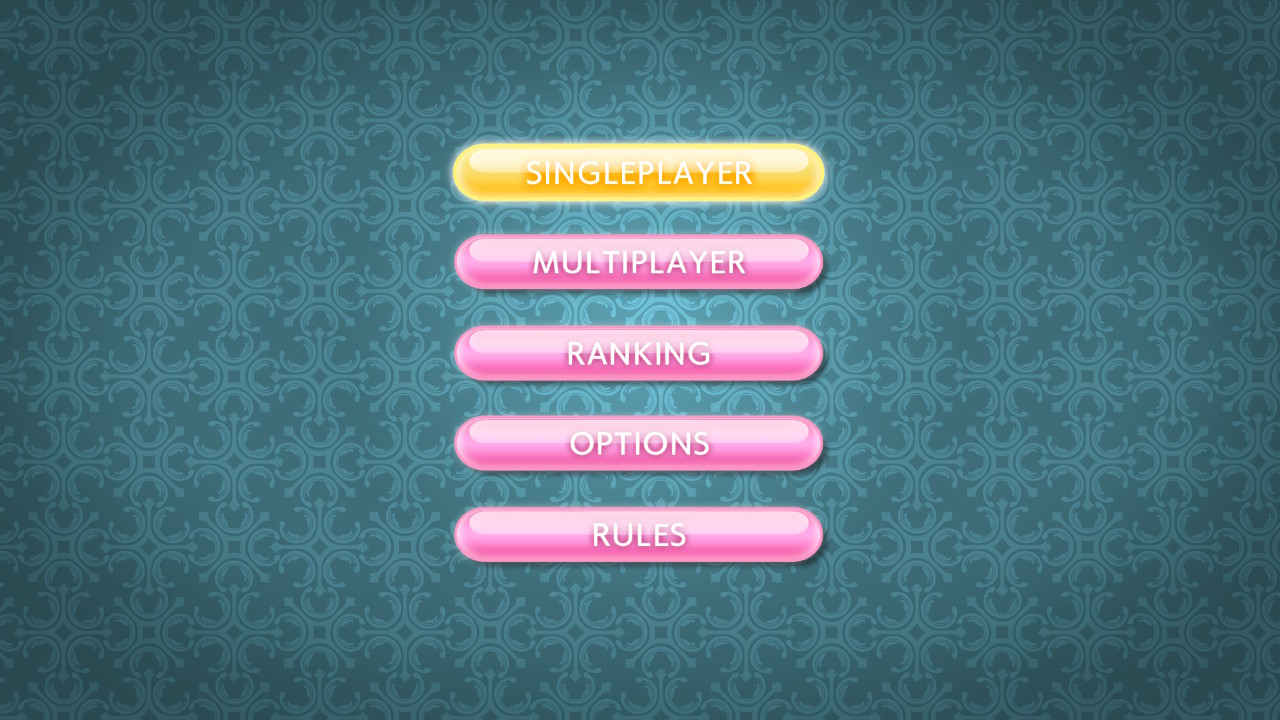 SINGLEPLAYER
MULTIPLAYER
RANKING
OPTIONS
RULES